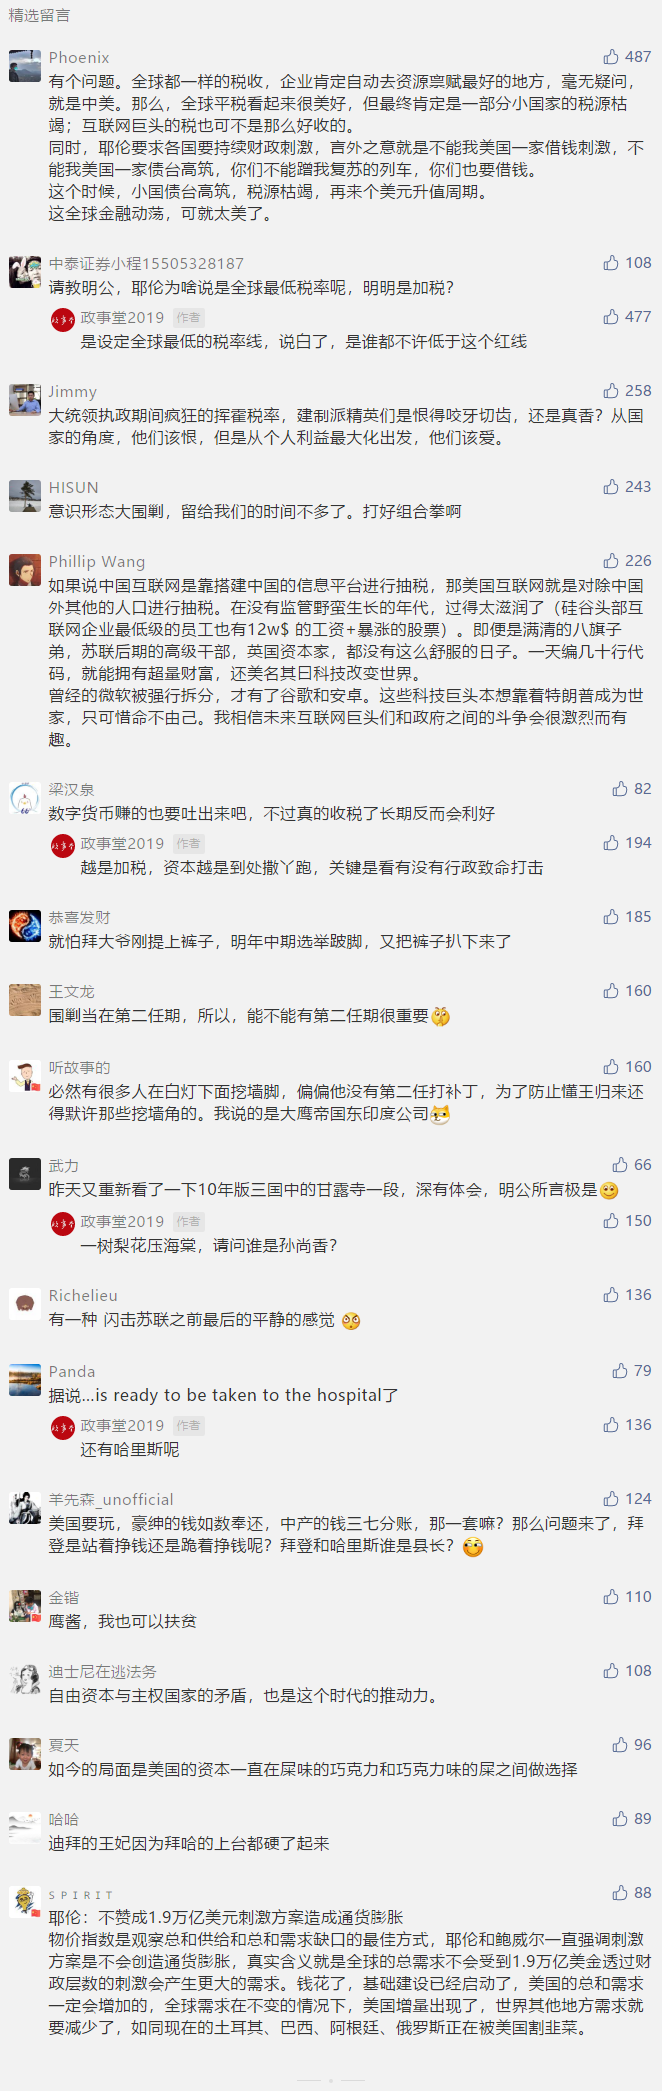 精选留言
Phoenix 487
有个问题。全球都一样的税收，企业肯定自动去资源禀赋最好的地方，毫无疑问，
就是中美。那么，全球平税看起来很美好，但最终肯定是一部分小国家的税源枯
竭；互联网巨头的税也可不是那么好收的。
同时，耶伦要求各国要持续财政刺激，言外之意就是不能我美国一家借钱刺激，不
能我美国一家债台高筑，你们不能蹭我复苏的列车，你们也要借钱。
这个时候，小国债台高筑，税源枯竭，再来个美元升值周期。
这全球金融动荡，可就太美了。
中泰证券小程15505328187 108
请教明公，耶伦为啥说是全球最低税率呢，明明是加税？
政事堂2019 作者 477
是设定全球最低的税率线，说白了，是谁都不许低于这个红线
Jimmy 258
大统领执政期间疯狂的挥霍税率，建制派精英们是恨得咬牙切齿，还是真香？从国
家的角度，他们该恨，但是从个人利益最大化出发，他们该爱。
HISUN 243
意识形态大围剿，留给我们的时间不多了。打好组合拳啊
Phillip Wang 226
如果说中国互联网是靠搭建中国的信息平台进行抽税，那美国互联网就是对除中国
外其他的人口进行抽税。在没有监管野蛮生长的年代，过得太滋润了（硅谷头部互
联网企业最低级的员工也有12w$ 的工资+暴涨的股票）。即便是满清的八旗子
弟，苏联后期的高级干部，英国资本家，都没有这么舒服的日子。一天编几十行代
码，就能拥有超量财富，还美名其曰科技改变世界。
曾经的微软被强行拆分，才有了谷歌和安卓。这些科技巨头本想靠着特朗普成为世
家，只可惜命不由己。我相信未来互联网巨头们和政府之间的斗争会很激烈而有
趣。
梁汉泉 82
数字货币赚的也要吐出来吧，不过真的收税了长期反而会利好
政事堂2019 作者 194
越是加税，资本越是到处撒丫跑，关键是看有没有行政致命打击
恭喜发财 185
就怕拜大爷刚提上裤子，明年中期选举跛脚，又把裤子扒下来了
王文龙 160
围剿当在第二任期，所以，能不能有第二任期很重要
听故事的 160
必然有很多人在白灯下面挖墙脚，偏偏他没有第二任打补丁，为了防止懂王归来还
得默许那些挖墙角的。我说的是大鹰帝国东印度公司
武力 66
昨天又重新看了一下10年版三国中的甘露寺一段，深有体会，明公所言极是
政事堂2019 作者 150
一树梨花压海棠，请问谁是孙尚香？
Richelieu 136
有一种 闪击苏联之前最后的平静的感觉
Panda 79
据说...is ready to be taken to the hospital了
政事堂2019 作者 136
还有哈里斯呢
羊先森_unofficial 124
美国要玩，豪绅的钱如数奉还，中产的钱三七分账，那一套嘛？那么问题来了，拜
登是站着挣钱还是跪着挣钱呢？拜登和哈里斯谁是县长？
金锴 110
鹰酱，我也可以扶贫
迪士尼在逃法务 108
自由资本与主权国家的矛盾，也是这个时代的推动力。
夏天 96
如今的局面是美国的资本一直在屎味的巧克力和巧克力味的屎之间做选择
哈哈 89
迪拜的王妃因为拜哈的上台都硬了起来
ＳＰＩＲＩＴ 88
耶伦：不赞成1.9万亿美元刺激方案造成通货膨胀
物价指数是观察总和供给和总和需求缺口的最佳方式，耶伦和鲍威尔一直强调刺激
方案是不会创造通货膨胀，真实含义就是全球的总需求不会受到1.9万亿美金透过财
政层数的刺激会产生更大的需求。钱花了，基础建设已经启动了，美国的总和需求
一定会增加的，全球需求在不变的情况下，美国增量出现了，世界其他地方需求就
要减少了，如同现在的土耳其、巴西、阿根廷、俄罗斯正在被美国割韭菜。